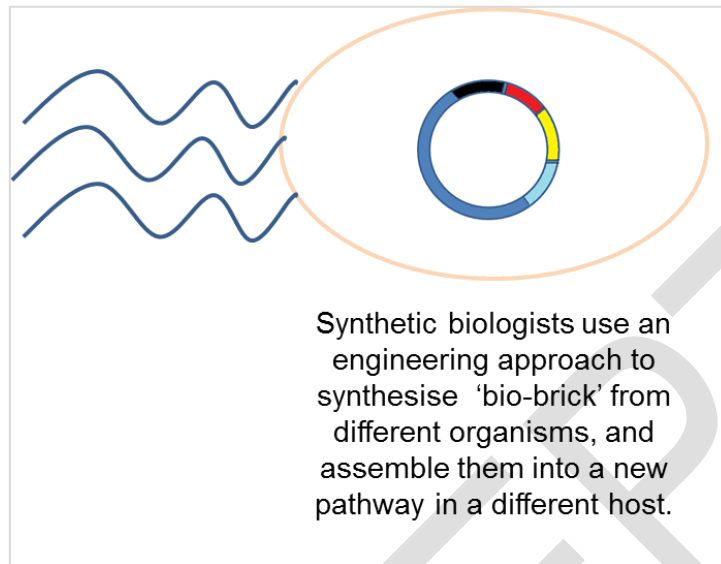 Synthetic biologists use an
engineering approach to
synthesise ‘bio-brick’ from
different organisms, and
assemble them into a new
pathway in a different host.